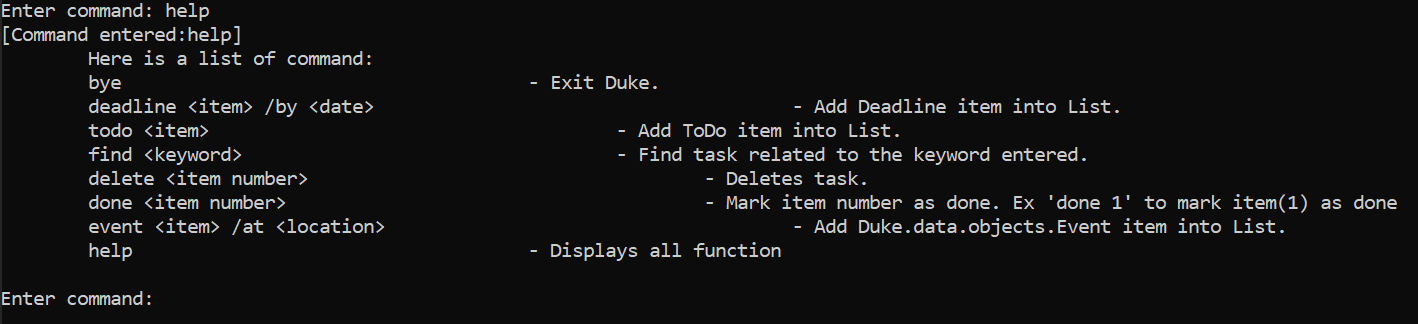 Enter command: help
[Command entered:help]
Here is a list of command:
bye - Exit Duke.
deadline <item> /by <date> - Add Deadline item into List.
todo <item> - Add ToDo item into List.
find <keyword> - Find task related to the keyword entered.
delete <item number> - Deletes task.
done <item number> - Mark item number as done. Ex 'done 1' to mark item(1) as done
event <item> /at <location> - Add Duke.data.objects.Event item into List.
help - Displays all function
Enter command: